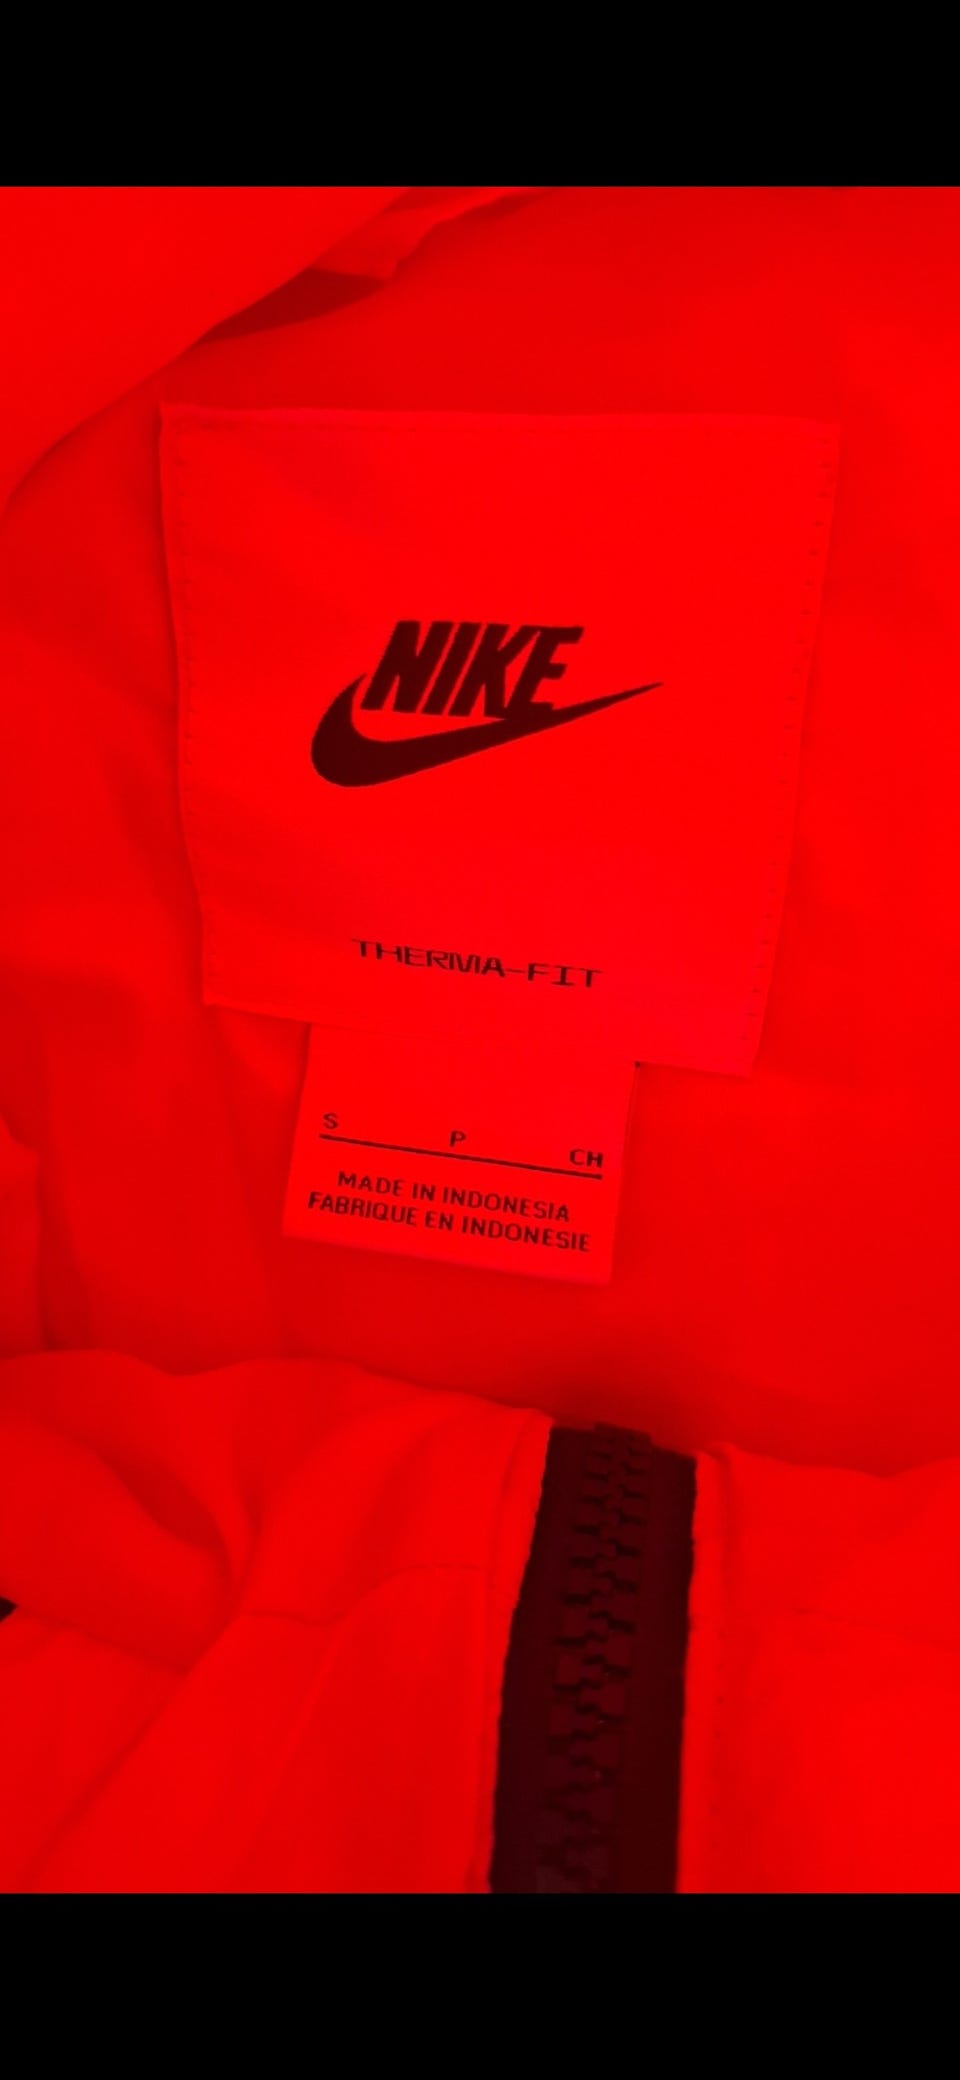 NIKE
THERMA-FIT
S P CH
MADE IN INDONESIA
FABRIQUE EN INDONESIE